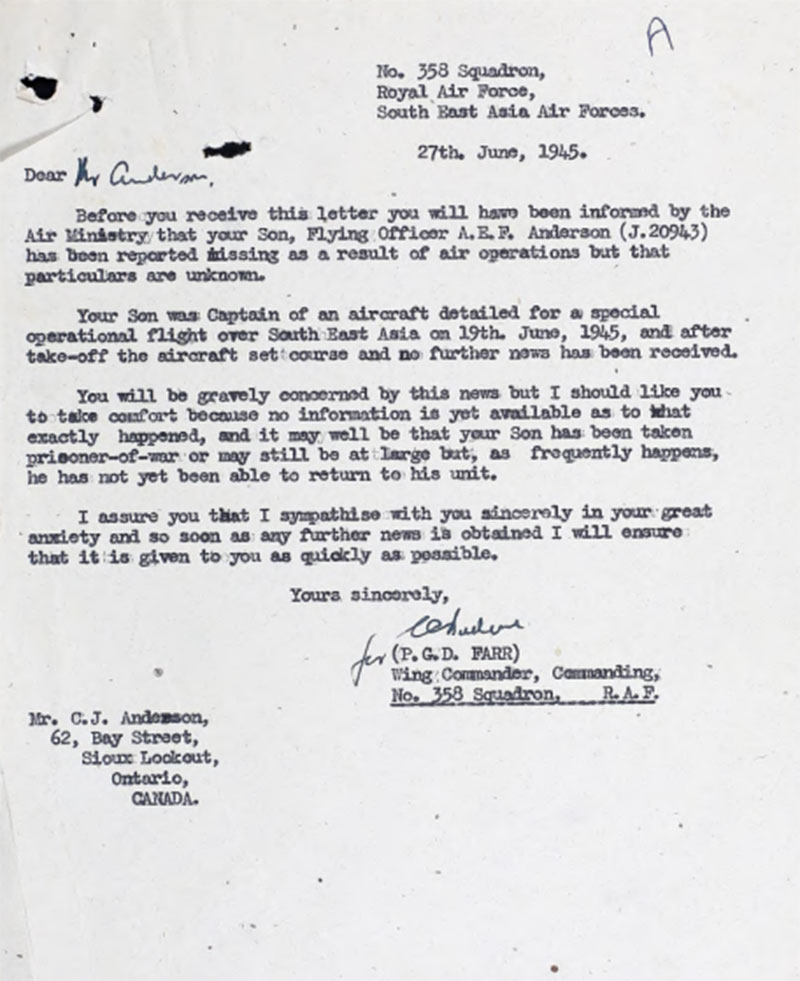 A
No. 358 Squadron,
Royal Air Force,
South East Asia Air Forces.
27th. June, 1945.
Dear Mr Anderson,
Before you receive this letter you will have been informed by the
Air Ministry that your Son, Flying Officer A.E.F. Anderson (J.20943)
has been reported missing as a result of air operations but that
particulars are unknown.
Your Son was Captain of an aircraft detailed for a special
operational flight over South East Asia on 19th. June, 1945, and after
take-off the aircraft set course and no further news has been received.
You will be gravely concerned by this news but I should like you
to take comfort because no information is yet available as to what
exactly happened, and it may well be that your Son has been taken
prisoner-of-war or may still be at large but, as frequently happens,
he has not yet been able to return to his unit.
I assure you that I sympathise with you sincerely in your great
anxiety and so soon as any further news is obtained I will ensure
that it is given to you as quickly as possible.
Yours sincerely,
for (P.G.D. FARR)
Wing Commander, Commanding,
No. 358 Squadron, R.A.F.
Mr. C.J. Anderson,
62, Bay Street,
Sioux Lookout,
Ontario,
CANADA.